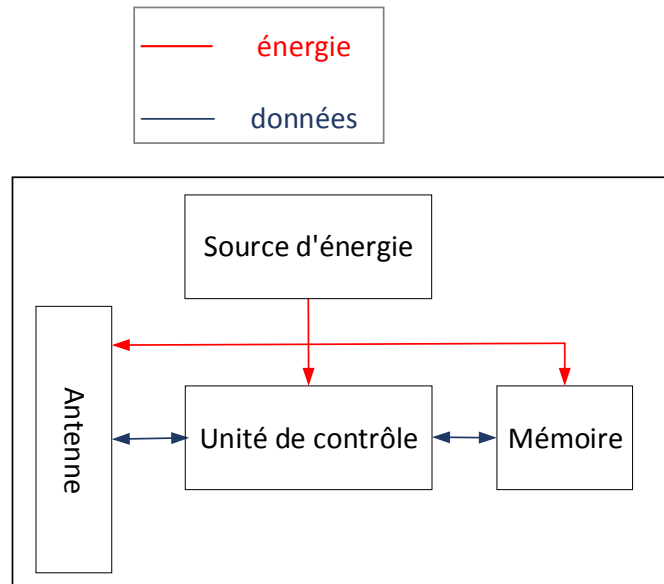 énergie
données
Source d'énergie
Antenne
Unité de contrôle
Mémoire